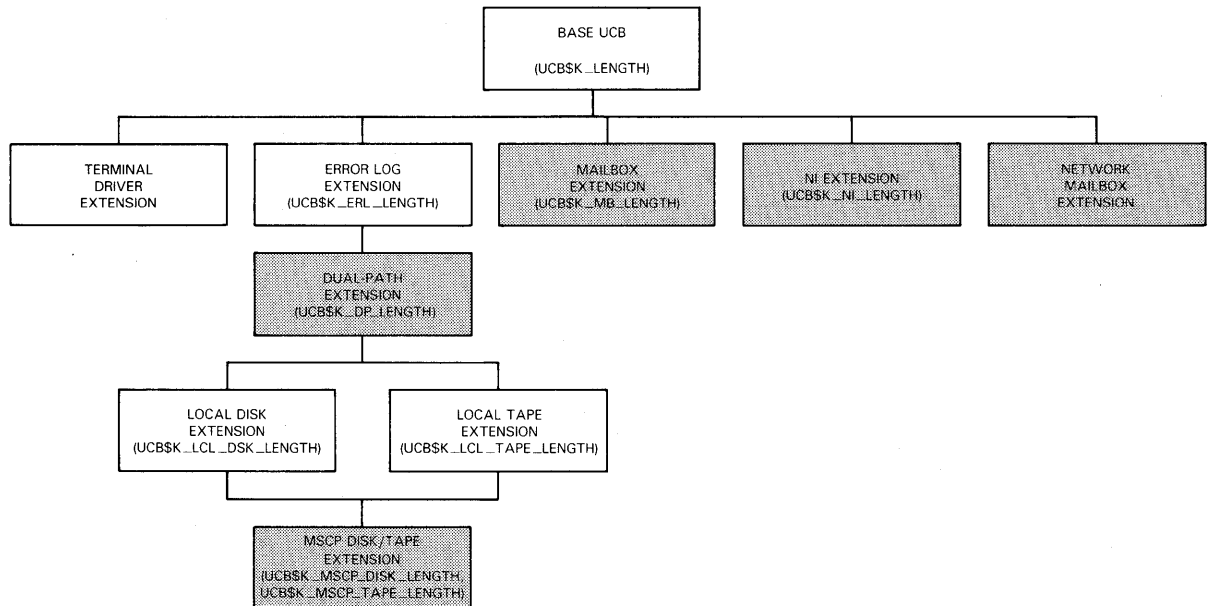 BASE UCB
(UCB$K_LENGTH)
TERMINAL
DRIVER
EXTENSION
ERROR LOG
EXTENSION
(UCB$K_ERL_LENGTH)
MAILBOX
EXTENSION
(UCB$K_MB_LENGTH)
NI EXTENSION
(UCB$K_NI_LENGTH)
NETWORK
MAILBOX
EXTENSION
DUAL-PATH
EXTENSION
(UCB$K_DP_LENGTH)
LOCAL DISK
EXTENSION
(UCB$K_LCL_DSK_LENGTH)
LOCAL TAPE
EXTENSION
(UCB$K_LCL_TAPE_LENGTH)
MSCP DISK/TAPE
EXTENSION
(UCB$K_MSCP_DISK_LENGTH
UCB$K_MSCP_TAPE_LENGTH)